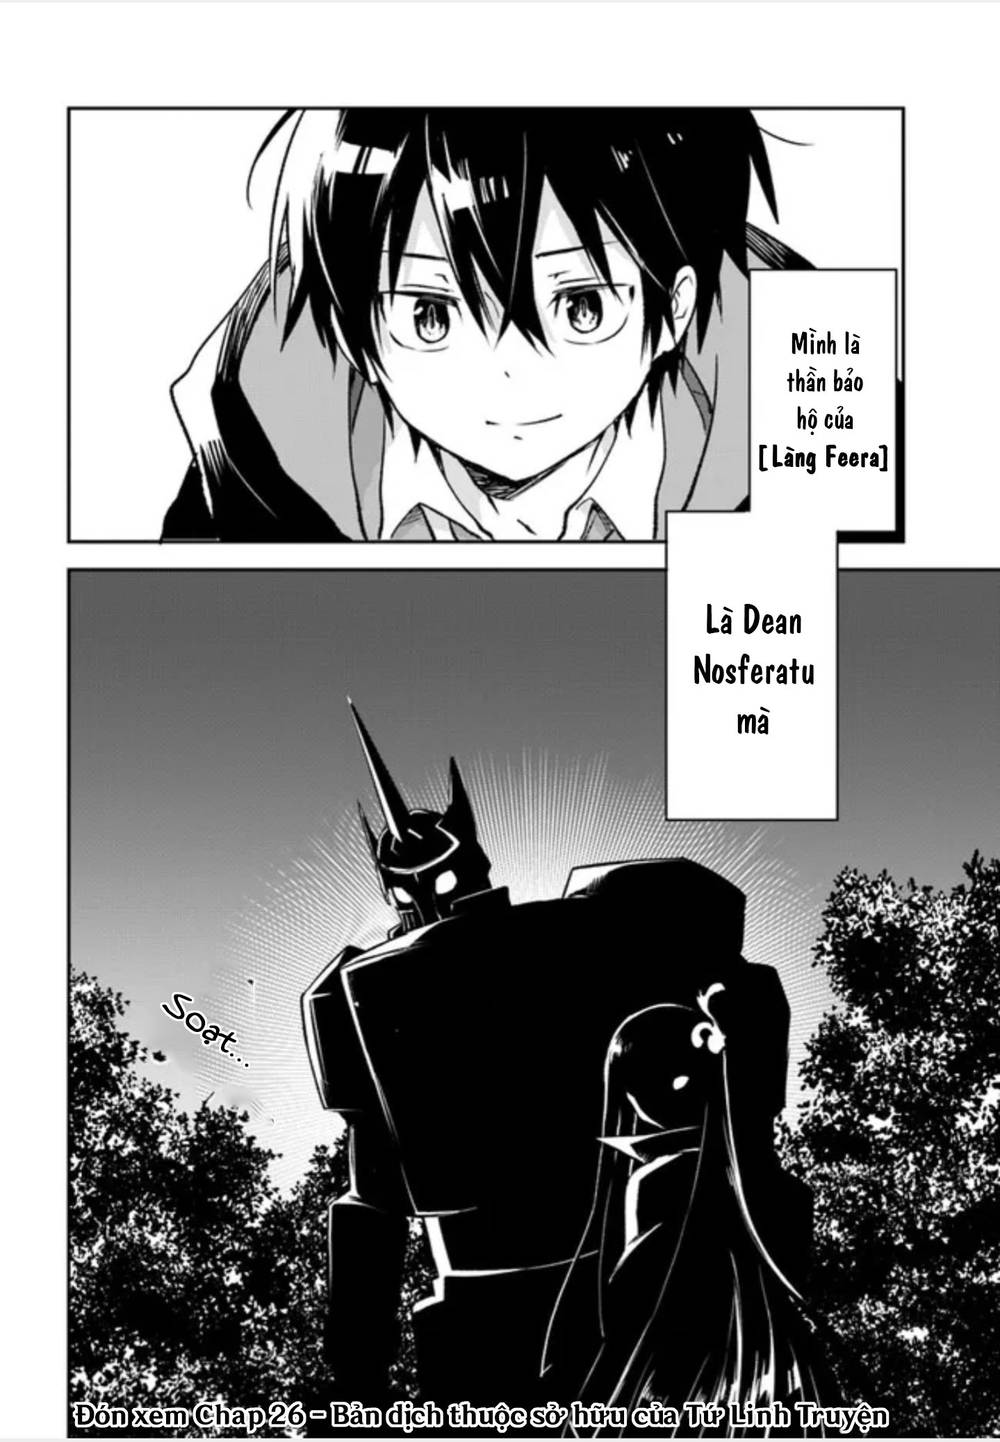 Mình là
thần bảo
hộ của
[Làng Feera]
Là Dean
Nosferatu
mà
Soạt...
Đón xem Chap 26 - Bản dịch thuộc sở hữu của Tứ Linh Truyện